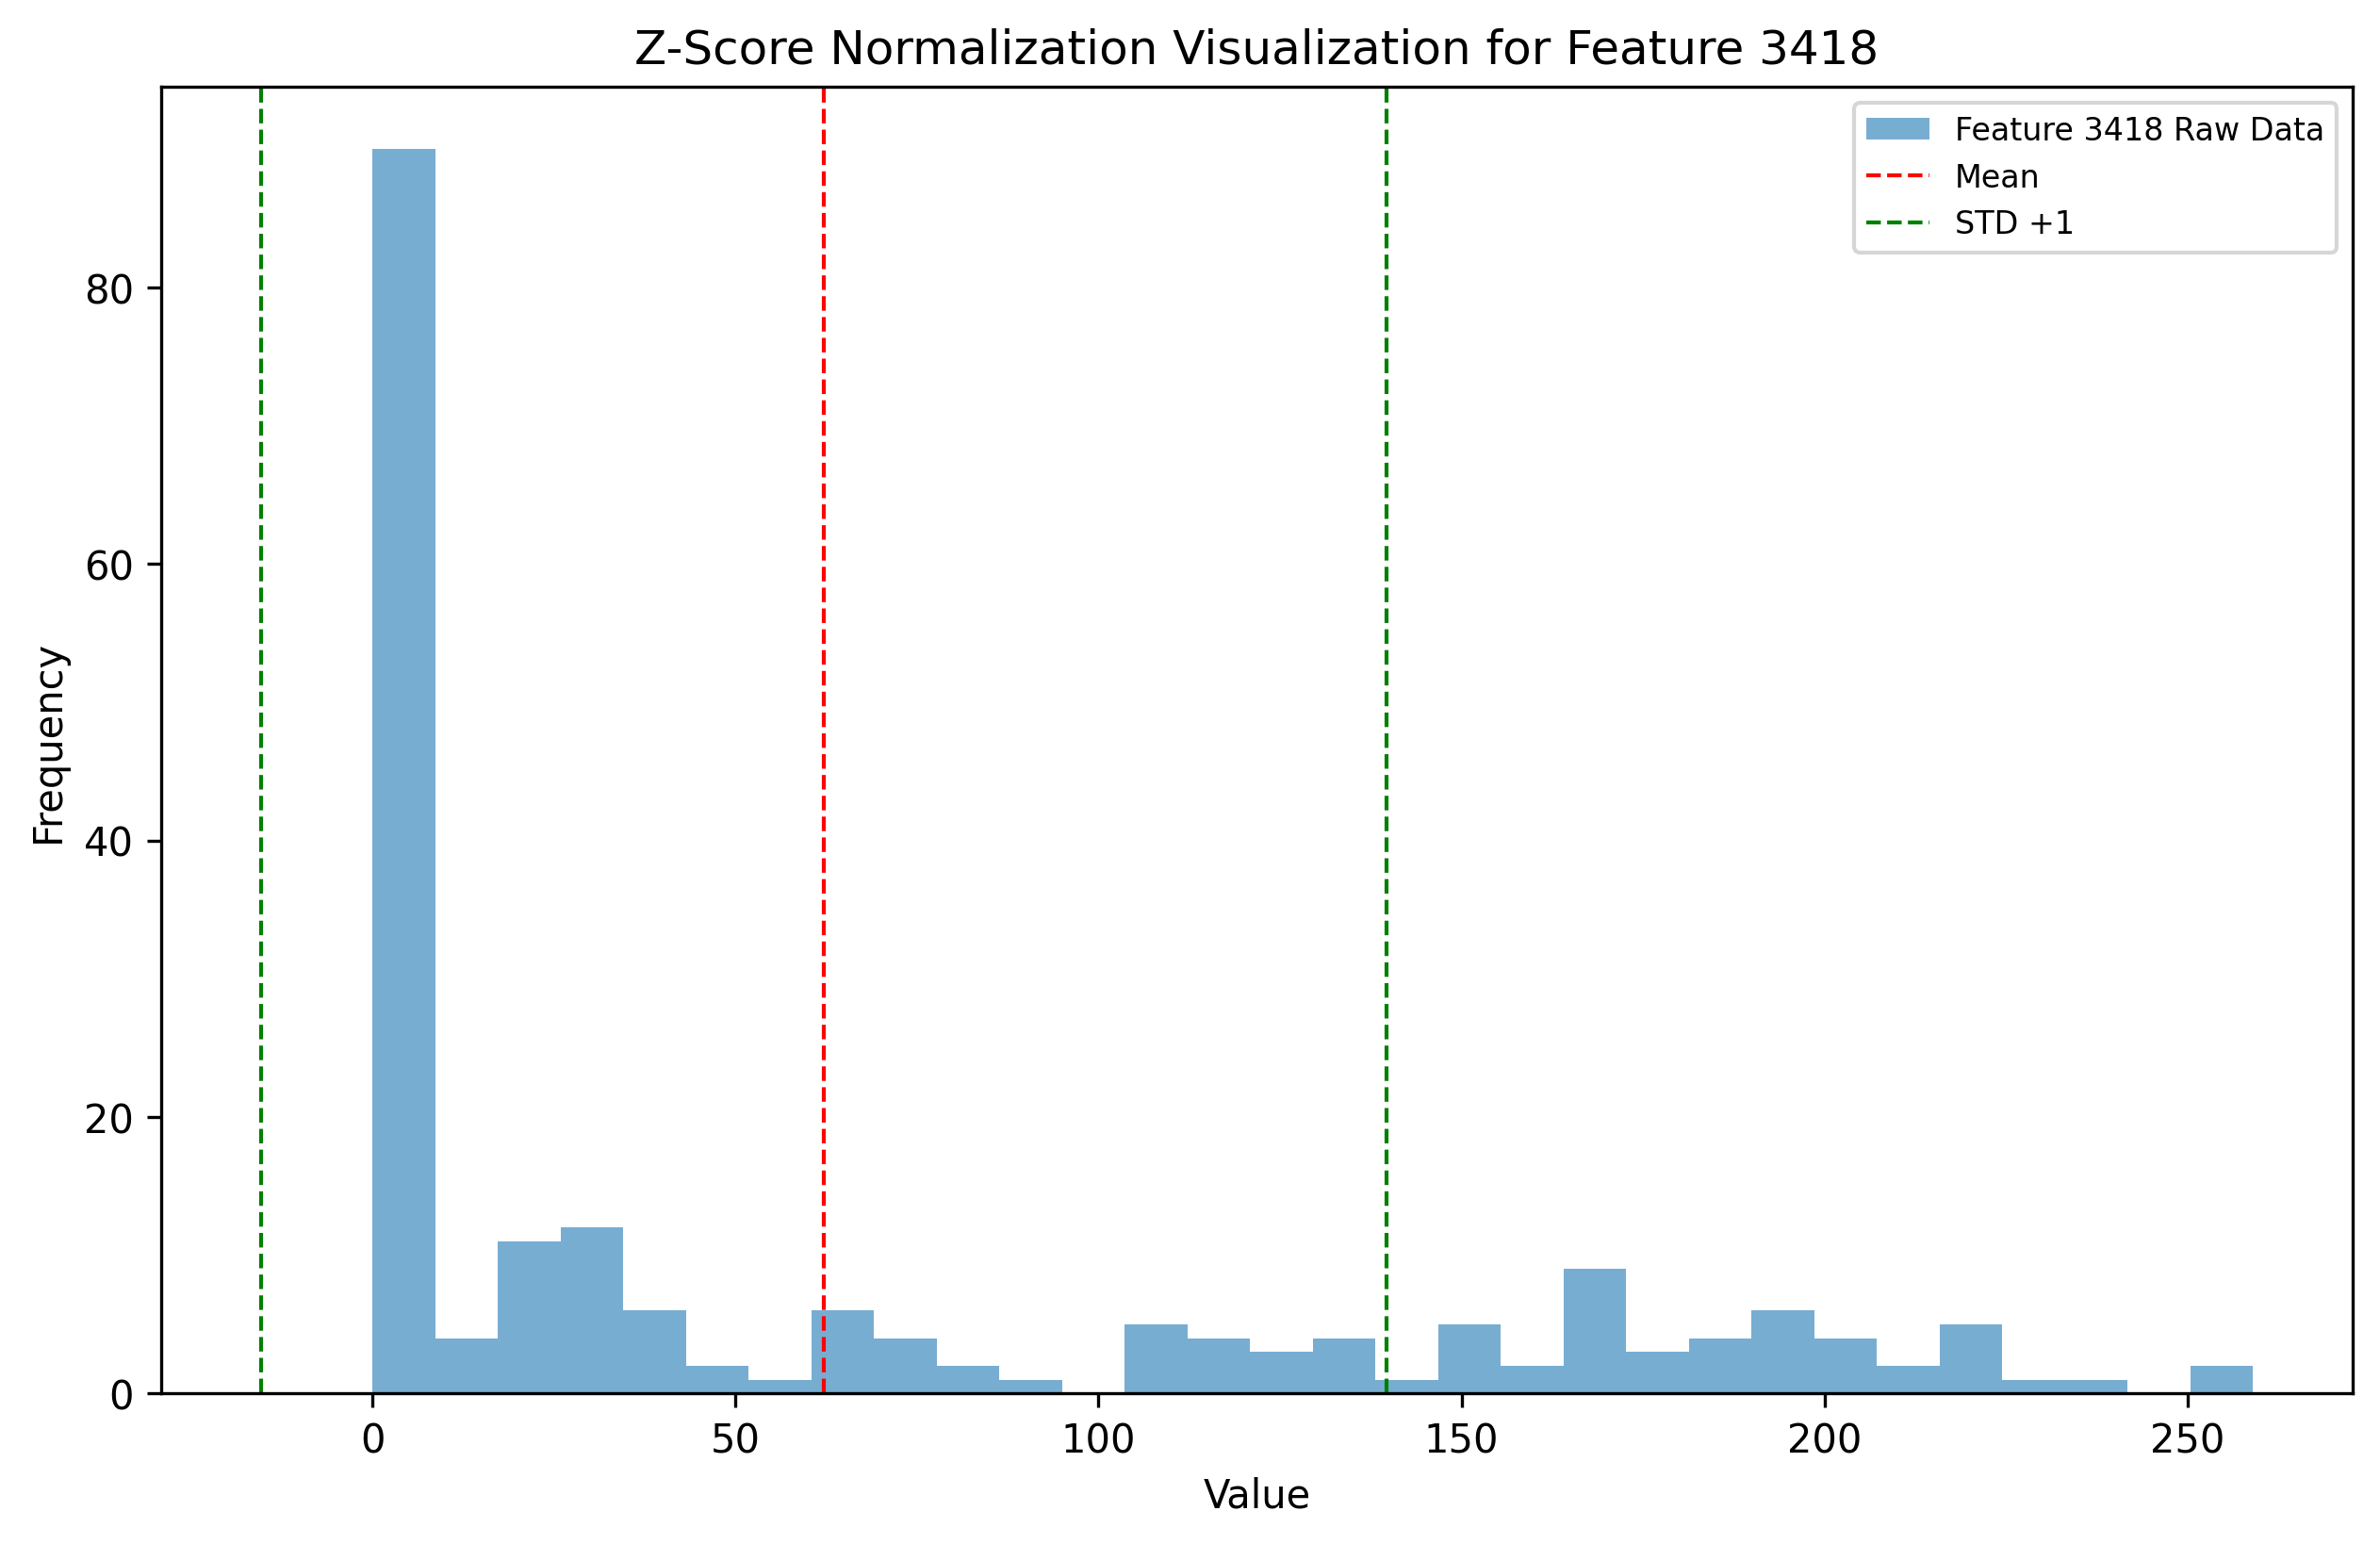 Z-Score Normalization Visualization for Feature 3418
Feature 3418 Raw Data
Mean
STD +1
80
60
40
20
0
Frequency
0 50 100 150 200 250
Value